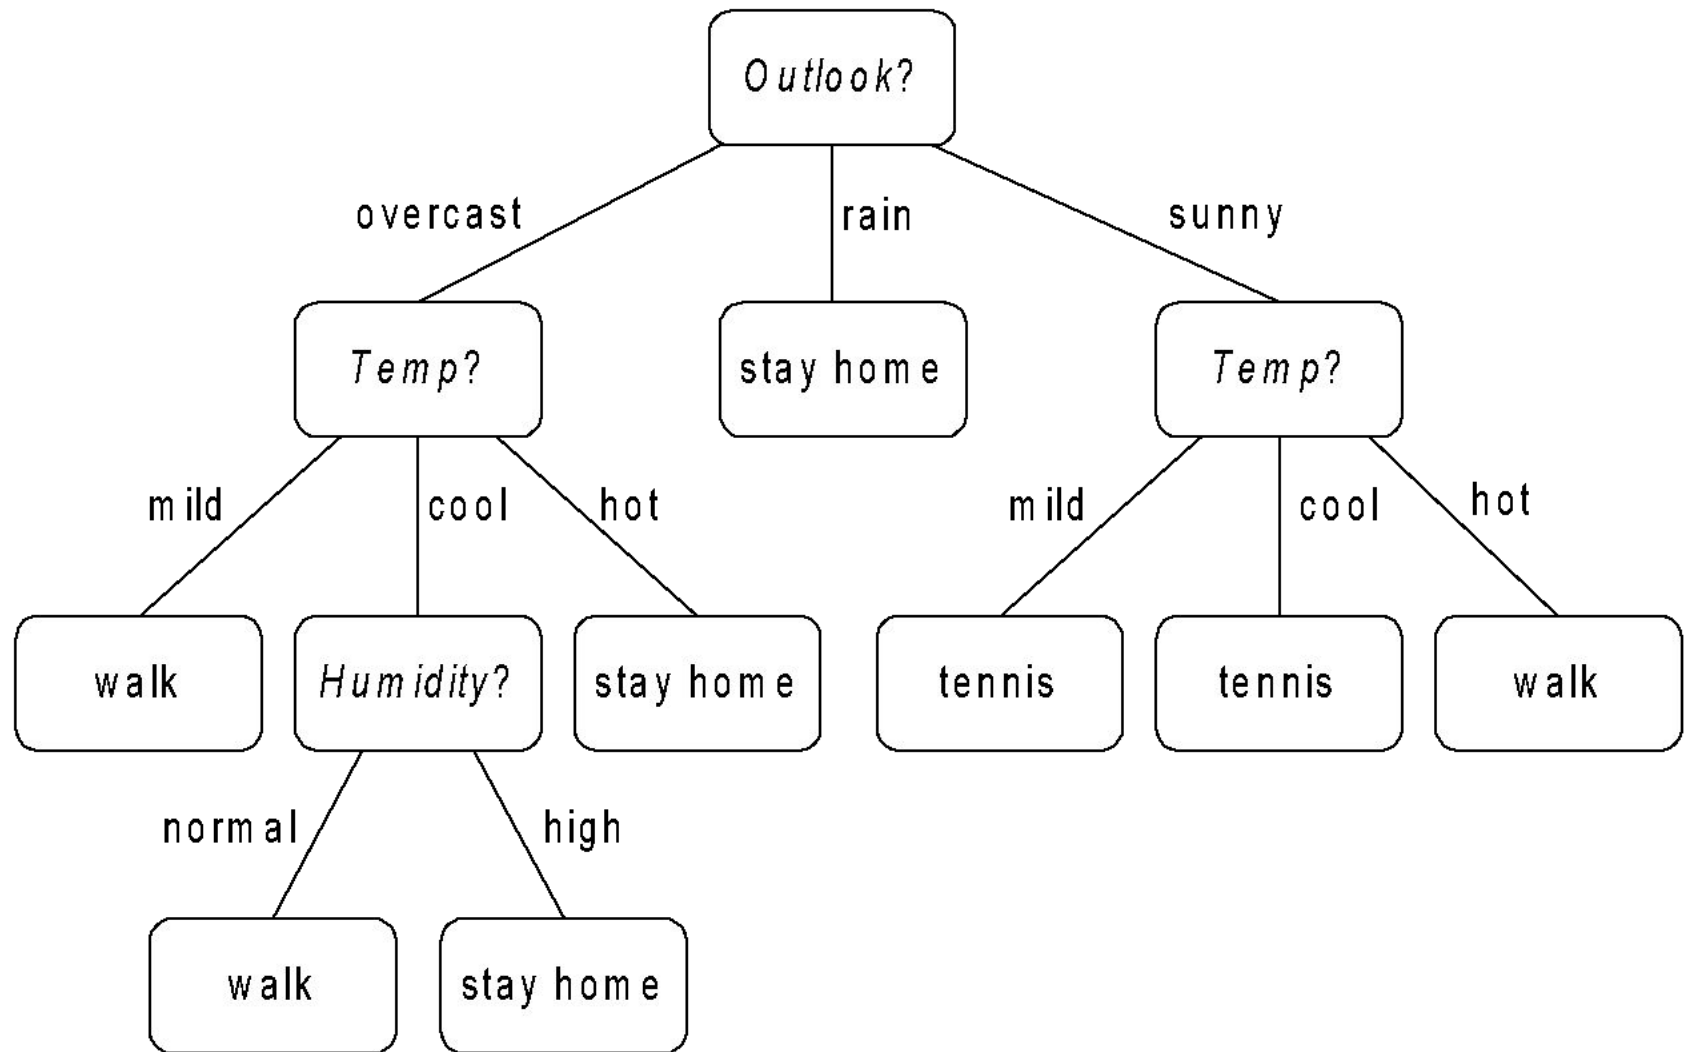 Outlook?
overcast
rain
sunny
Temp?
stay home
Temp?
mild
cool
hot
mild
cool
hot
walk
Humidity?
stay home
tennis
tennis
walk
normal
high
walk
stay home